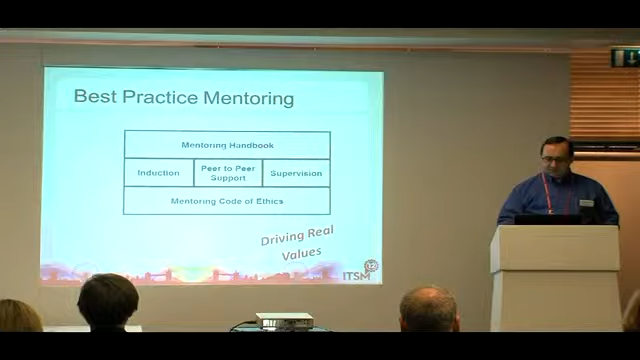 Best Practice Mentoring
Mentoring Handbook
Induction
Peer to Peer
Support
Supervision
Mentoring Code of Ethics
Driving Real
Values
ITSM